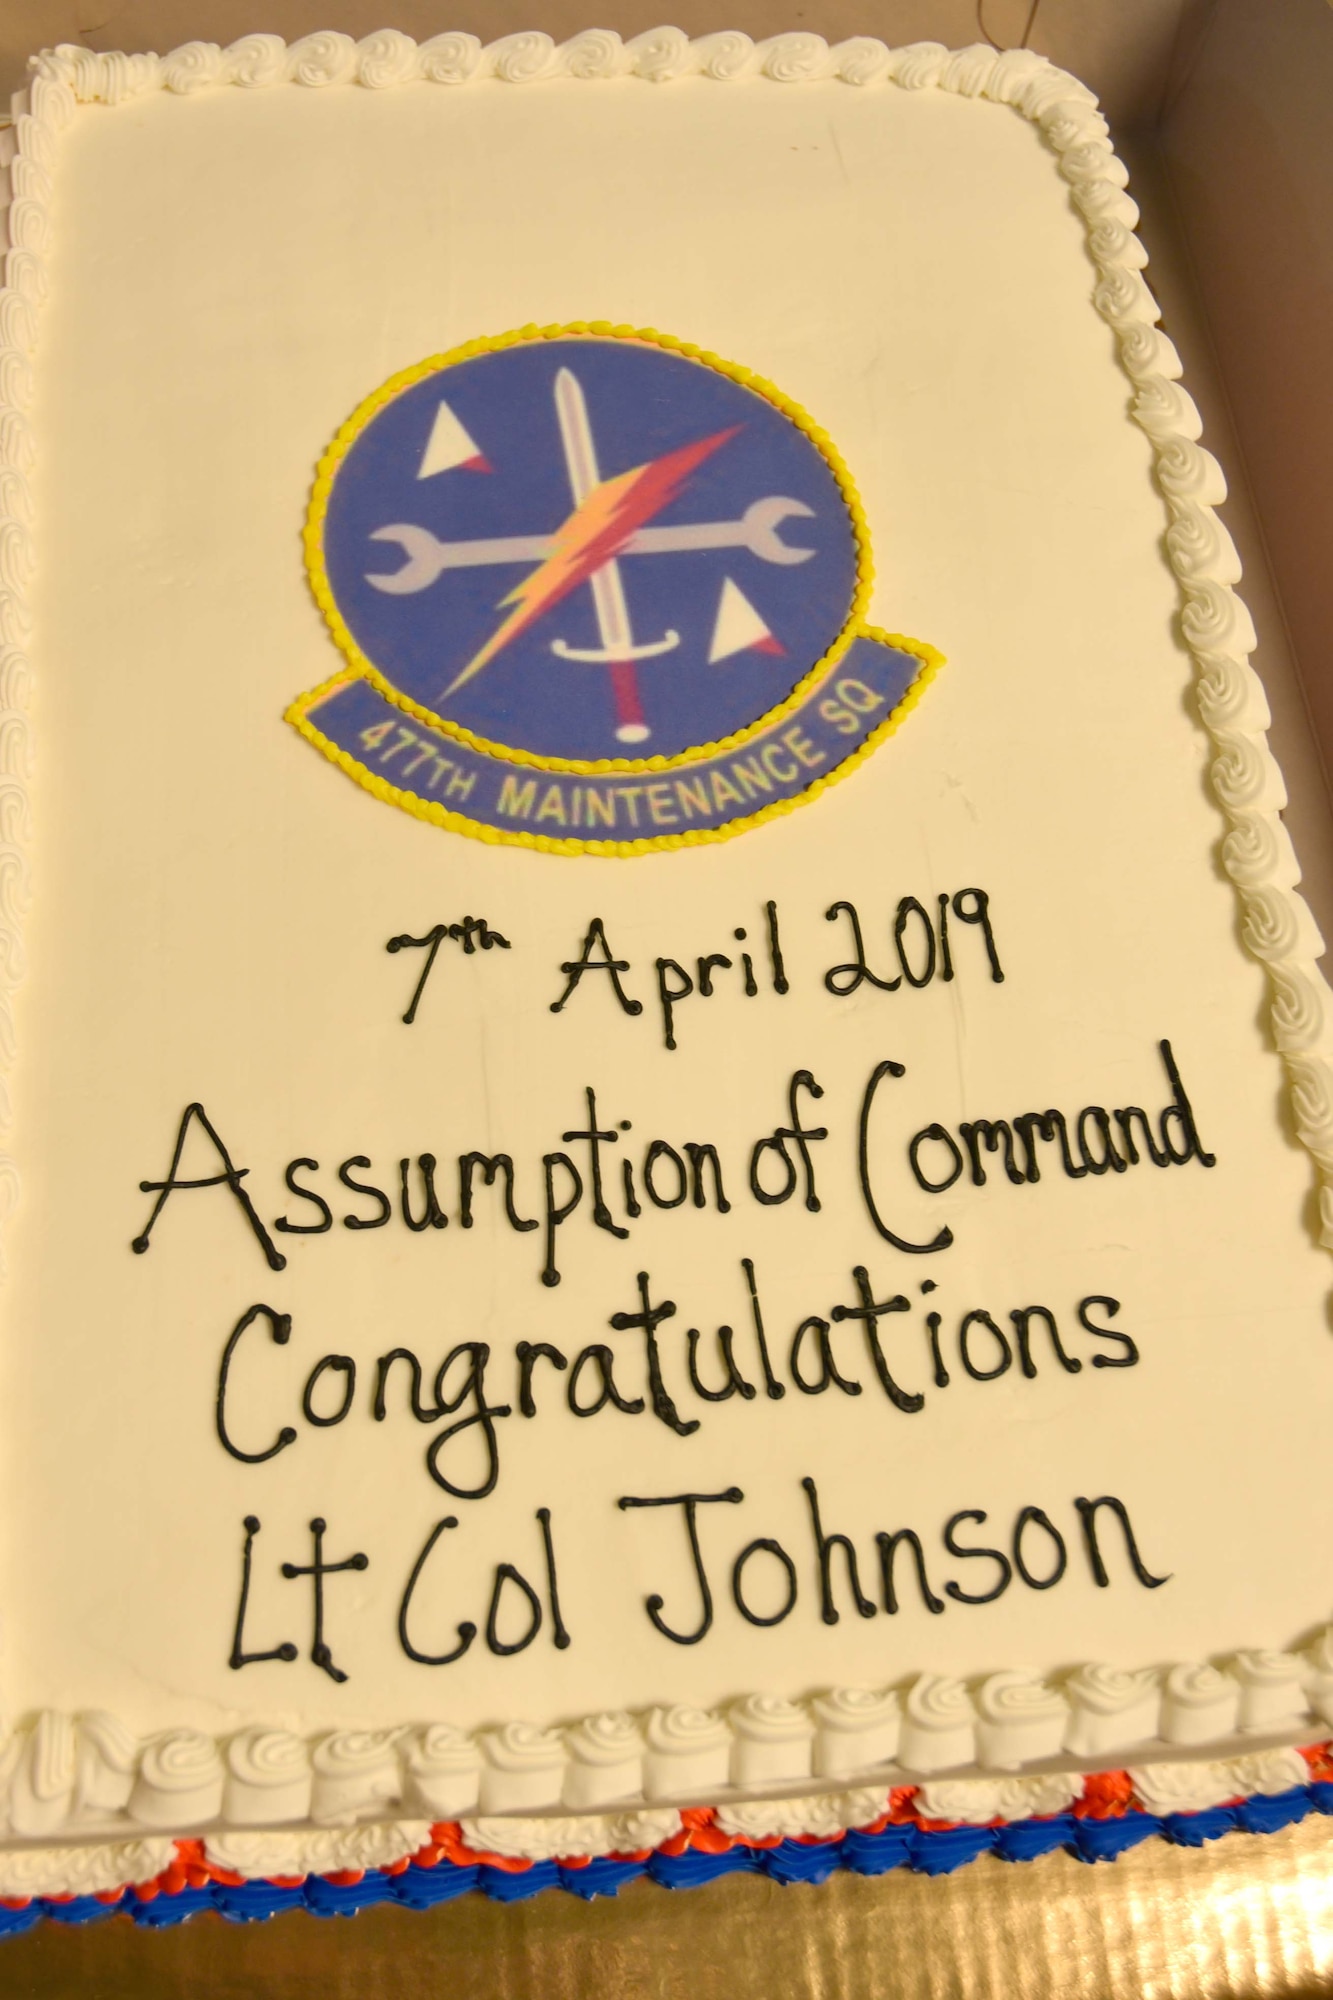 477TH MAINTENANCE SQ
7th April 2019
Assumption of Command
Congratulations
Lt Col Johnson